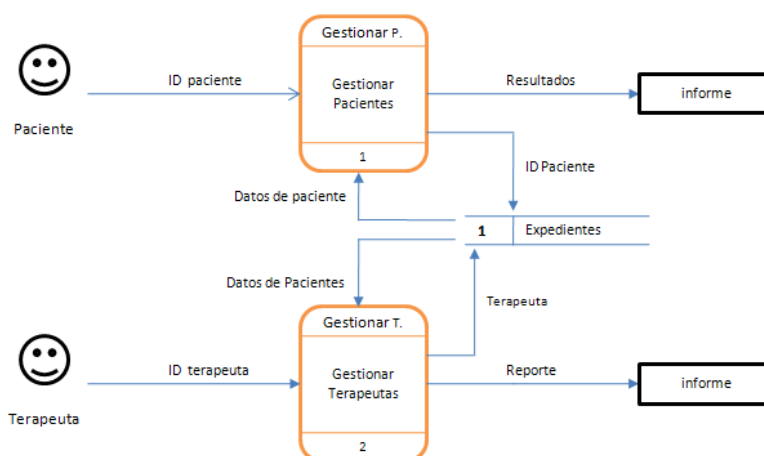 Gestionar P.
ID paciente
Gestionar
Pacientes
Resultados
informe
Paciente
1
ID Paciente
Datos de paciente
1
Expedientes
Datos de Pacientes
Terapeuta
Gestionar T.
ID terapeuta
Gestionar
Terapeutas
Reporte
informe
Terapeuta
2